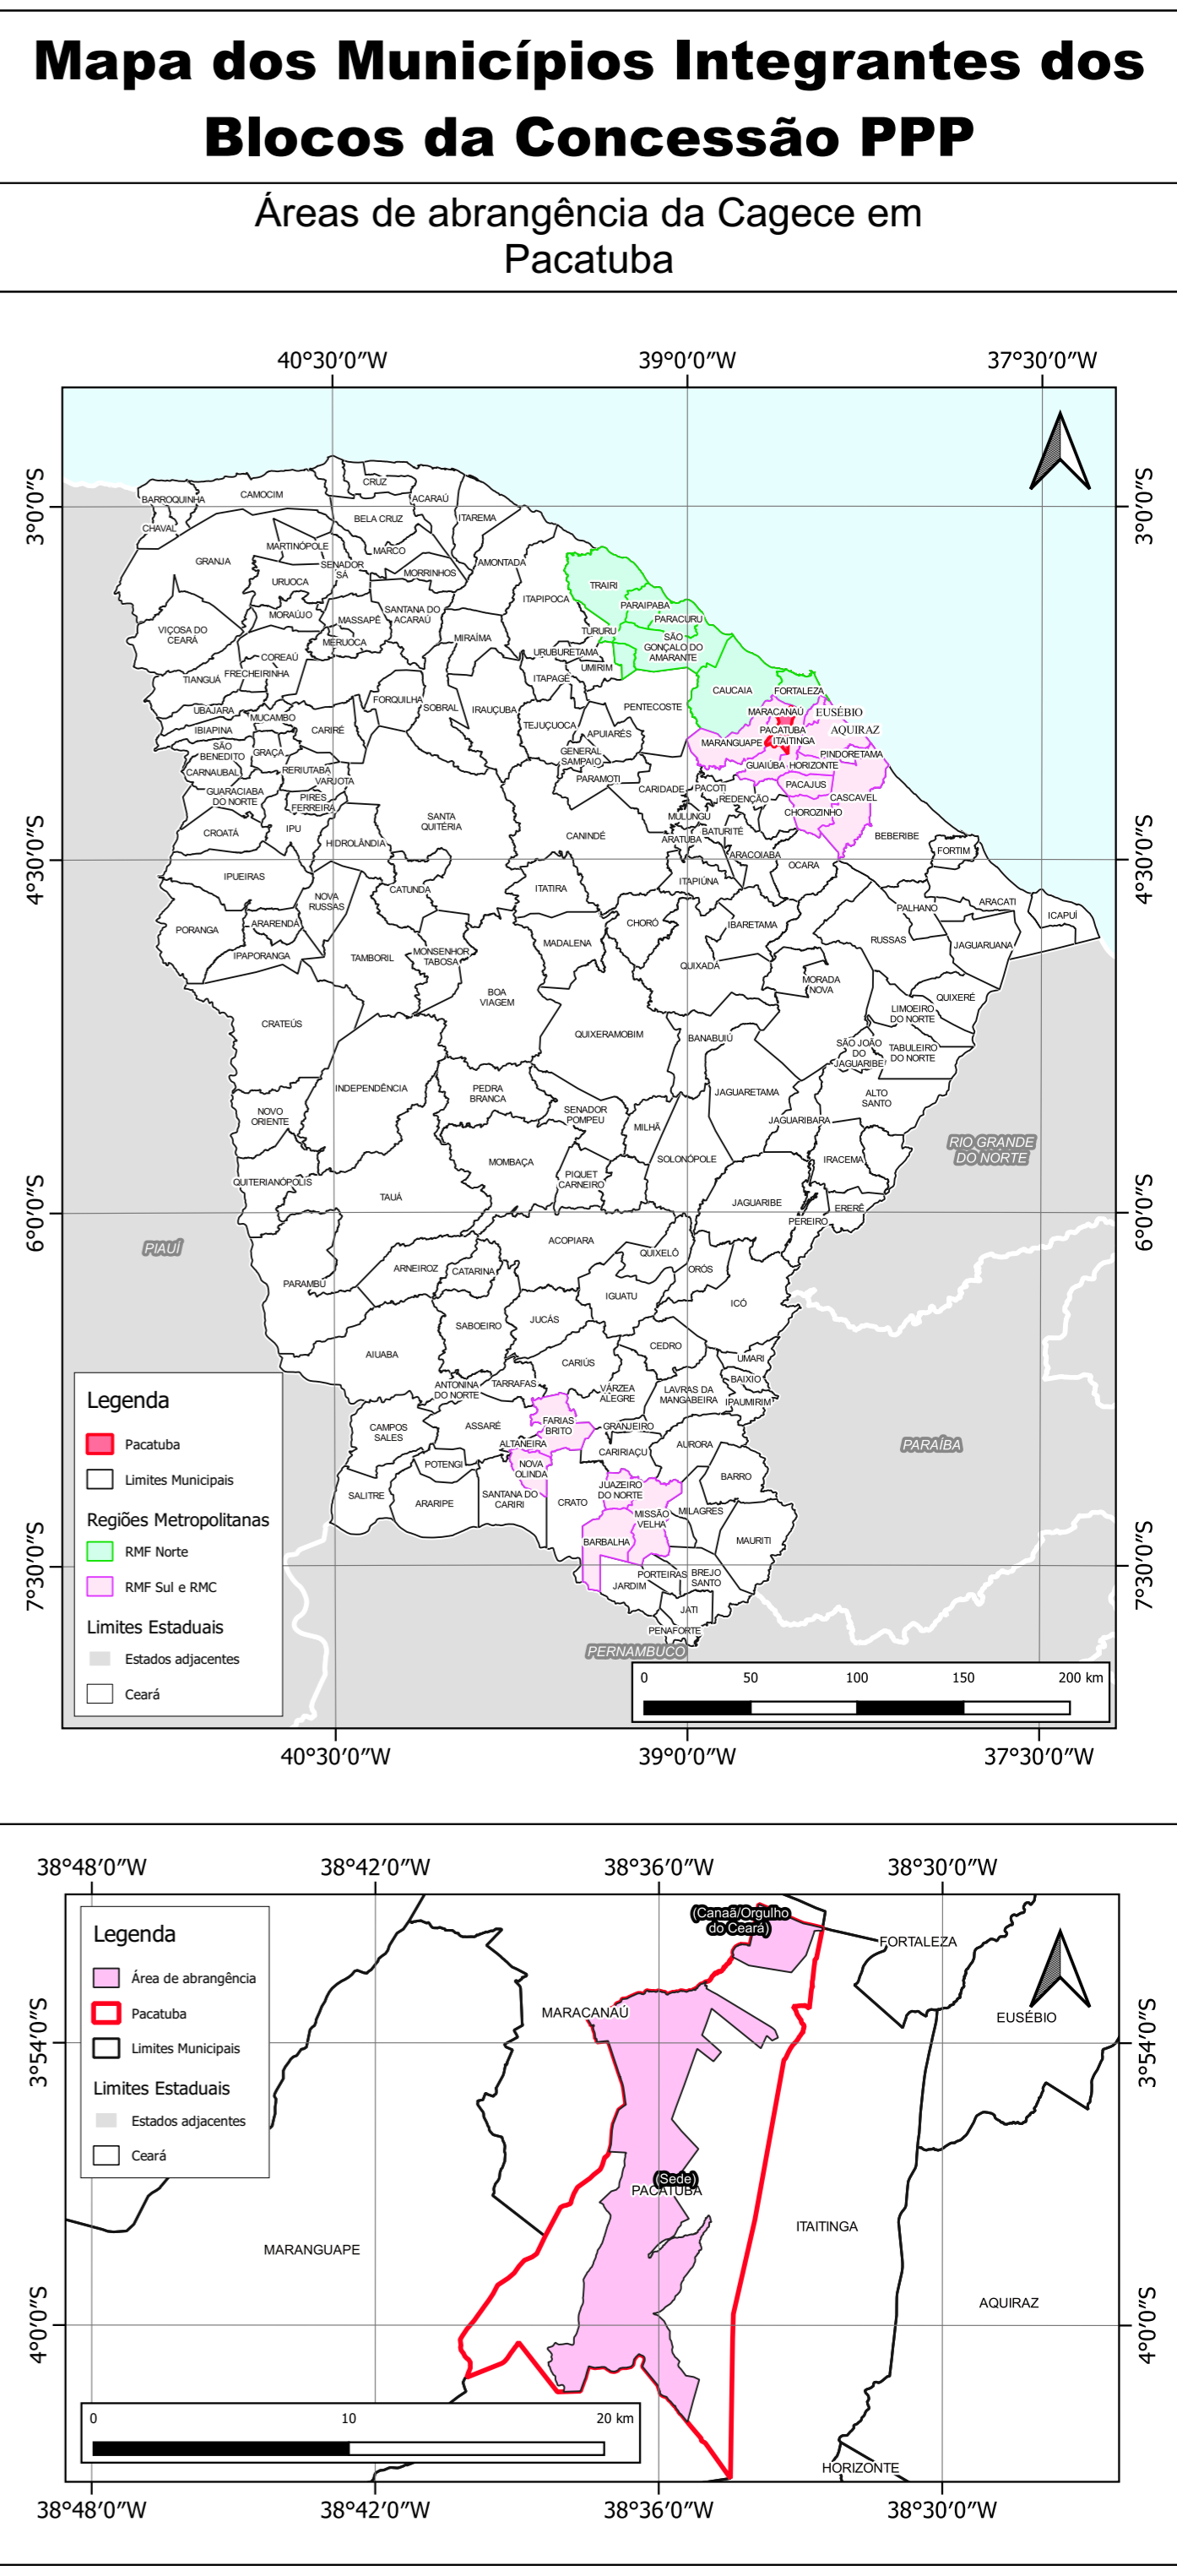 Mapa dos Municípios Integrantes dos
Blocos da Concessão PPP
Áreas de abrangência da Cagece em
Pacatuba
40°30′0″W
39°0′0″W
37°30′0″W
3°0′0″S
3°0′0″S
CRUZ
BARROQUINHA
CAMOCIM
ACARAÚ
CHAVAL
BELA CRUZ
ITAREMA
GRANJA
MARTINÓPOLE
MARCO
SENADOR
SÁ
MORRINHOS
AMONTADA
URUOCA
TRAIRI
ITAPIPOCA
MORAÚJO
MASSAPÊ
SANTANA DO
ACARAÚ
PARAIPABA
PARACURU
VIÇOSA DO
CEARÁ
MERUOCA
MIRAÍMA
TURURU
SÃO
GONÇALO DO
AMARANTE
COREAÚ
URUBURETAMA
UMIRIM
TIANGUÁ
FRECHEIRINHA
ITAPAGÉ
CAUCAIA
FORTALEZA
FORQUILHA
SOBRAL
IRAUÇUBA
PENTECOSTE
UBAJARA
MUCAMBO
MARACANAÚ
EUSÉBIO
IBIAPINA
CARIRÉ
TEJUÇUOCA
APUIARÉS
PACATUBA
AQUIRAZ
SÃO
BENEDITO
GRAÇA
GENERAL
SAMPAIO
MARANGUAPE
ITAITINGA
PINDORETAMA
CARNAUBAL
RERIUTABA
VARJOTA
PARAMOTI
GUAIÚBA
HORIZONTE
GUARACIABA
DO NORTE
PIRES
FERREIRA
CARIDADE
PACOTI
REDENÇÃO
PACAJUS
CASCAVEL
CROATÁ
IPU
HIDROLÂNDIA
SANTA
QUITÉRIA
CANINDÉ
MULUNGU
ARATUBA
BATURITÉ
CHOROZINHO
BEBERIBE
ARACOIABA
OCARA
FORTIM
4°30′0″S
4°30′0″S
IPUEIRAS
NOVA
RUSSAS
CATUNDA
ITATIRA
ITAPIÚNA
ARACATI
ICAPUÍ
PORANGA
ARARENDÁ
CHORÓ
IBARETAMA
PALHANO
IPAPORANGA
TAMBORIL
MONSENHOR
TABOSA
MADALENA
QUIXADÁ
RUSSAS
JAGUARUANA
MORADA
NOVA
BOA
VIAGEM
QUIXERÉ
CRATEÚS
LIMOEIRO
DO NORTE
QUIXERAMOBIM
BANABUIÚ
SÃO JOÃO
DO
JAGUARIBE
TABULEIRO
DO NORTE
INDEPENDÊNCIA
PEDRA
BRANCA
JAGUARETAMA
ALTO
SANTO
NOVO
ORIENTE
SENADOR
POMPEU
MILHÃ
JAGUARIBARA
RIO GRANDE
DO NORTE
MOMBAÇA
SOLONÓPOLE
IRACEMA
QUITERIANÓPOLIS
PIQUET
CARNEIRO
TAUÁ
JAGUARIBE
ERERÊ
6°0′0″S
6°0′0″S
PEREIRO
PIAUÍ
ACOPIARA
QUIXELÔ
PARAMBU
ARNEIROZ
CATARINA
ORÓS
IGUATU
ICÓ
SABOEIRO
JUCÁS
AIUABA
CARIÚS
CEDRO
UMARI
ANTONINA
DO NORTE
TARRAFAS
VÁRZEA
ALEGRE
LAVRAS DA
MANGABEIRA
BAIXIO
IPAUMIRIM
CAMPOS
SALES
ASSARÉ
FARIAS
BRITO
GRANJEIRO
ALTANEIRA
CARIRIAÇU
AURORA
PARAÍBA
POTENGI
NOVA
OLINDA
BARRO
SALITRE
ARARIPE
SANTANA DO
CARIRI
CRATO
JUAZEIRO
DO NORTE
MISSÃO
VELHA
MILAGRES
BARBALHA
MAURITI
PORTEIRAS
JARDIM
BREJO
SANTO
7°30′0″S
7°30′0″S
JATI
PENAFORTE
PERNAMBUCO
Legenda
Pacatuba
Limites Municipais
Regiões Metropolitanas
RMF Norte
RMF Sul e RMC
Limites Estaduais
Estados adjacentes
Ceará
0 50 100 150 200 km
40°30′0″W
39°0′0″W
37°30′0″W
38°48′0″W
38°42′0″W
38°36′0″W
38°30′0″W
Legenda
Área de abrangência
Pacatuba
Limites Municipais
Limites Estaduais
Estados adjacentes
Ceará
(Canaã/Orgulho
do Ceará)
FORTALEZA
MARACANAÚ
EUSÉBIO
3°54′0″S
3°54′0″S
(Sede)
PACATUBA
ITAITINGA
MARANGUAPE
AQUIRAZ
4°0′0″S
4°0′0″S
0 10 20 km
HORIZONTE
38°48′0″W
38°42′0″W
38°36′0″W
38°30′0″W